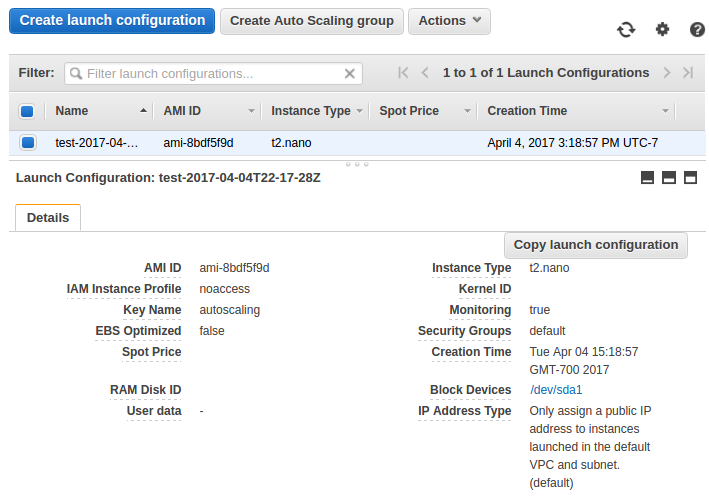 Create launch configuration Create Auto Scaling group Actions
Filter: Filter launch configurations... 1 to 1 of 1 Launch Configurations
Name AMI ID Instance Type Spot Price Creation Time
test-2017-04-... ami-8bdf5f9d t2.nano April 4, 2017 3:18:57 PM UTC-7
Launch Configuration: test-2017-04-04T22-17-28Z
Details
Copy launch configuration
AMI ID ami-8bdf5f9d Instance Type t2.nano
IAM Instance Profile noaccess Kernel ID
Key Name autoscaling Monitoring true
EBS Optimized false Security Groups default
Spot Price Creation Time Tue Apr 04 15:18:57
GMT-700 2017
RAM Disk ID Block Devices /dev/sda1
User data - IP Address Type Only assign a public IP
address to instances
launched in the default
VPC and subnet.
(default)